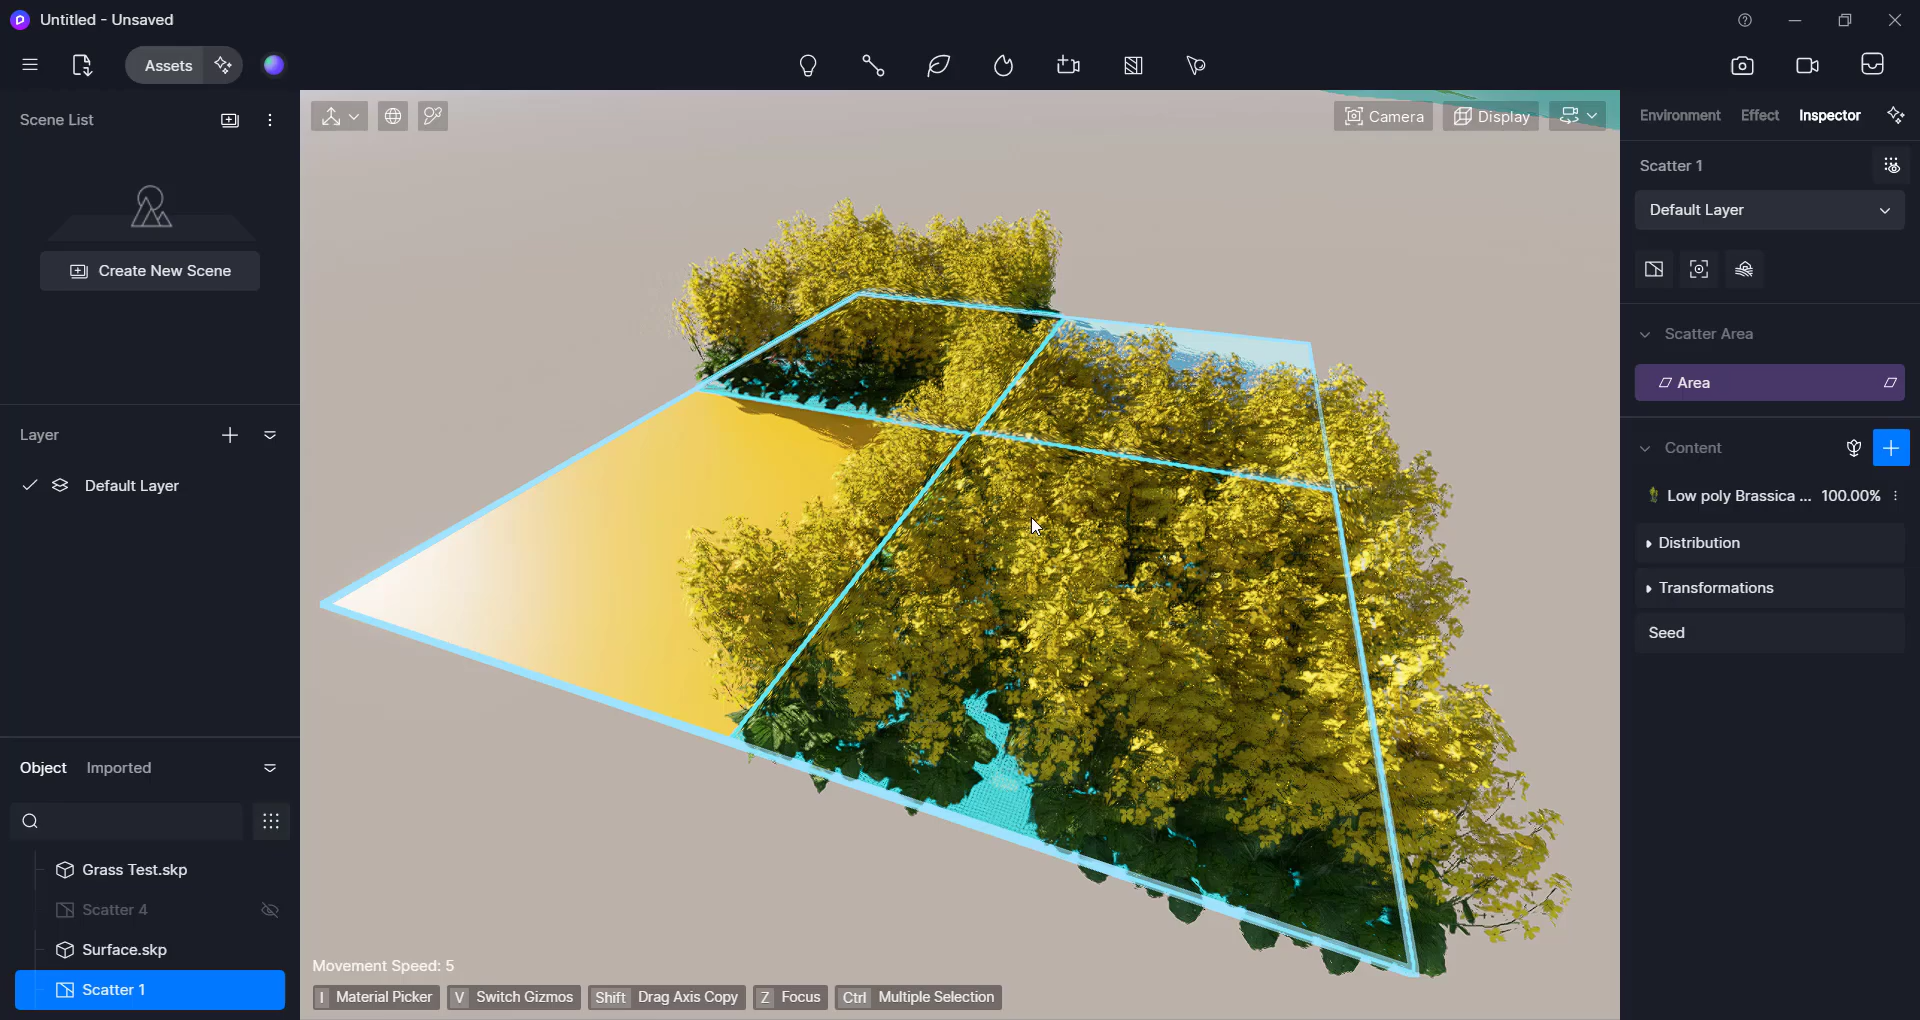 Untitled - Unsaved
Assets
Scene List
Create New Scene
Layer
Default Layer
Object Imported
Grass Test.skp
Scatter 4
Surface.skp
Scatter 1
Camera
Display
Movement Speed: 5
I Material Picker V Switch Gizmos Shift Drag Axis Copy Z Focus Ctrl Multiple Selection
Environment Effect Inspector
Scatter 1
Default Layer
Scatter Area
Area
Content
Low poly Brassica ... 100.00%
Distribution
Transformations
Seed